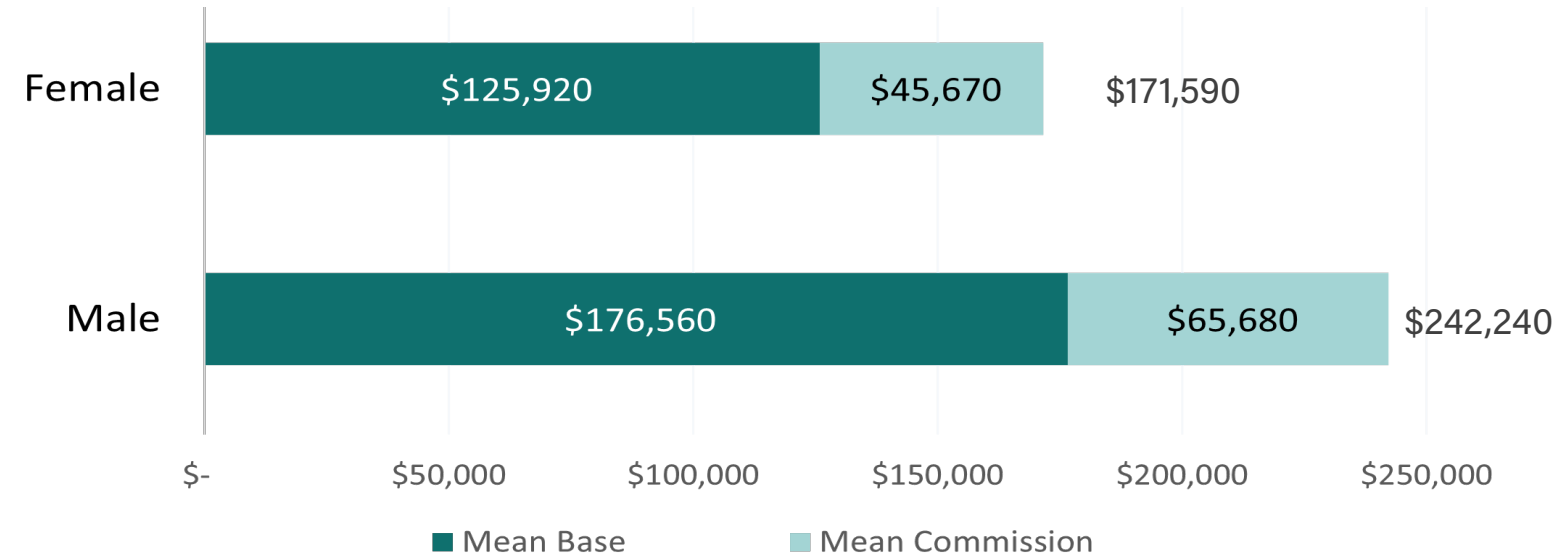 Female $125,920 $45,670 $171,590
Male $176,560 $65,680 $242,240
$- $50,000 $100,000 $150,000 $200,000 $250,000
Mean Base Mean Commission